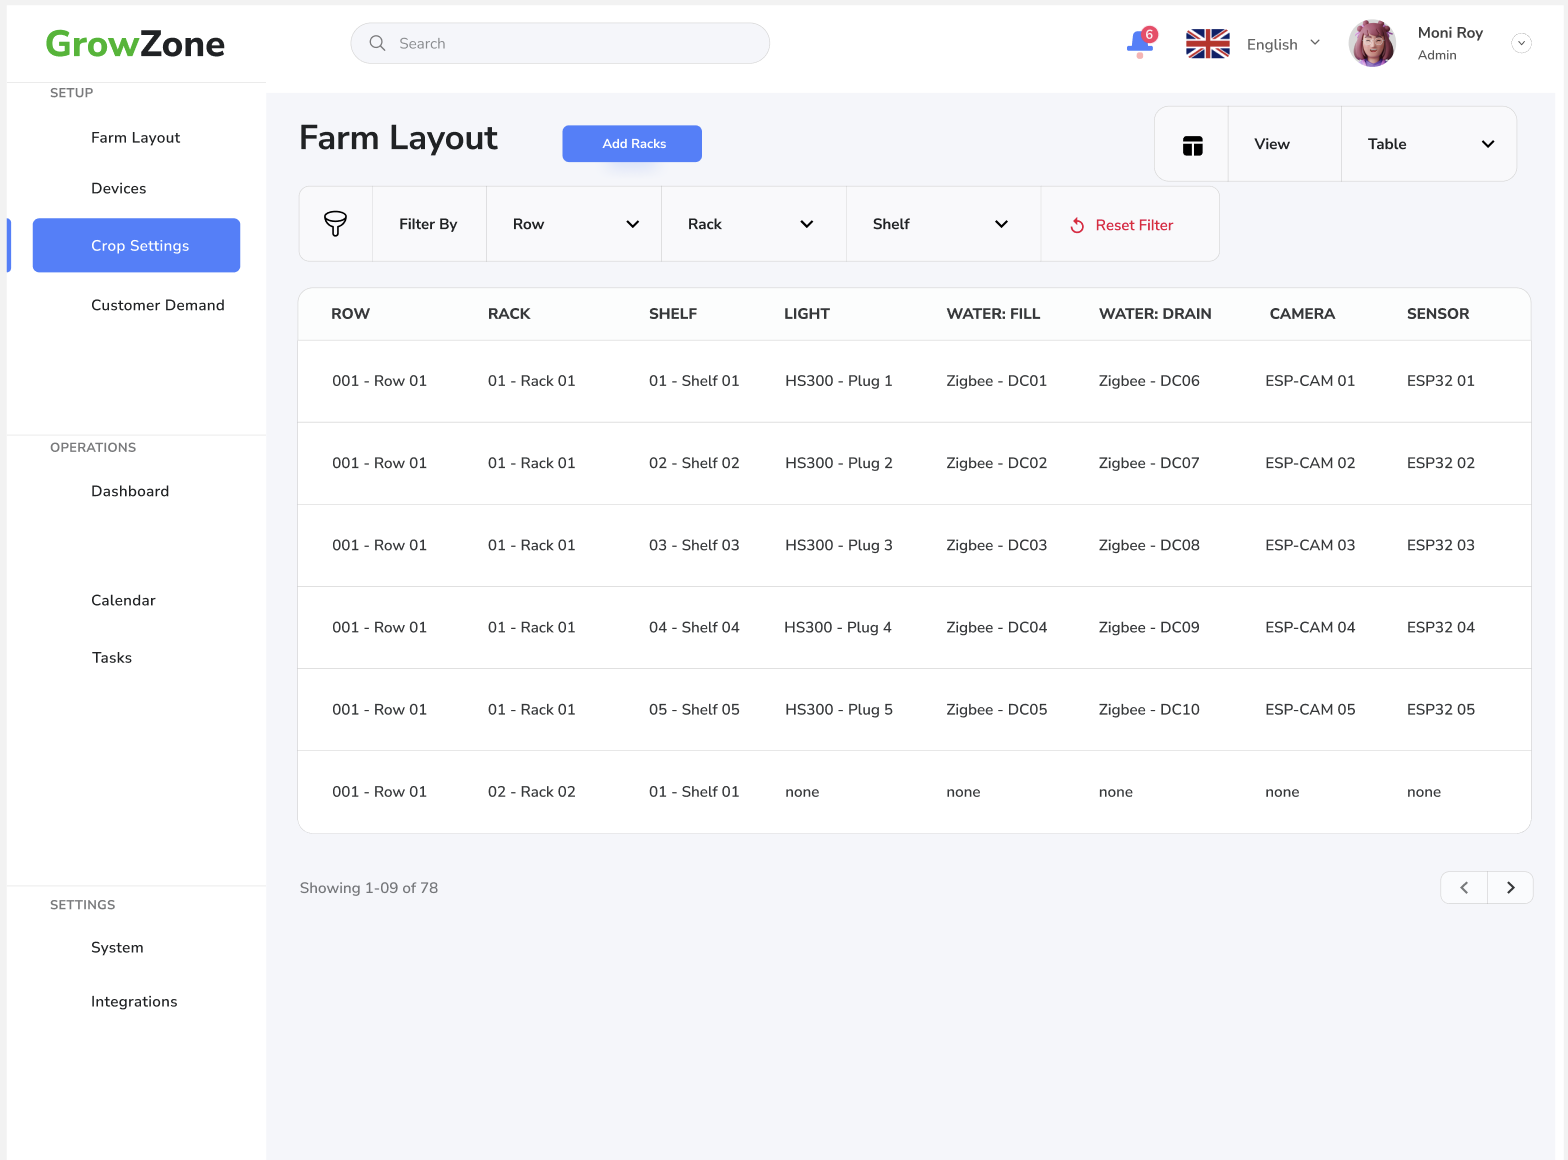 GrowZone
Search
6
English
Moni Roy
Admin
SETUP
Farm Layout
Devices
Crop Settings
Customer Demand
OPERATIONS
Dashboard
Calendar
Tasks
SETTINGS
System
Integrations
Farm Layout
Add Racks
View
Table
Filter By
Row
Rack
Shelf
Reset Filter
ROW RACK SHELF LIGHT WATER: FILL WATER: DRAIN CAMERA SENSOR
001 - Row 01 01 - Rack 01 01 - Shelf 01 HS300 - Plug 1 Zigbee - DC01 Zigbee - DC06 ESP-CAM 01 ESP32 01
001 - Row 01 01 - Rack 01 02 - Shelf 02 HS300 - Plug 2 Zigbee - DC02 Zigbee - DC07 ESP-CAM 02 ESP32 02
001 - Row 01 01 - Rack 01 03 - Shelf 03 HS300 - Plug 3 Zigbee - DC03 Zigbee - DC08 ESP-CAM 03 ESP32 03
001 - Row 01 01 - Rack 01 04 - Shelf 04 HS300 - Plug 4 Zigbee - DC04 Zigbee - DC09 ESP-CAM 04 ESP32 04
001 - Row 01 01 - Rack 01 05 - Shelf 05 HS300 - Plug 5 Zigbee - DC05 Zigbee - DC10 ESP-CAM 05 ESP32 05
001 - Row 01 02 - Rack 02 01 - Shelf 01 none none none none none
Showing 1-09 of 78